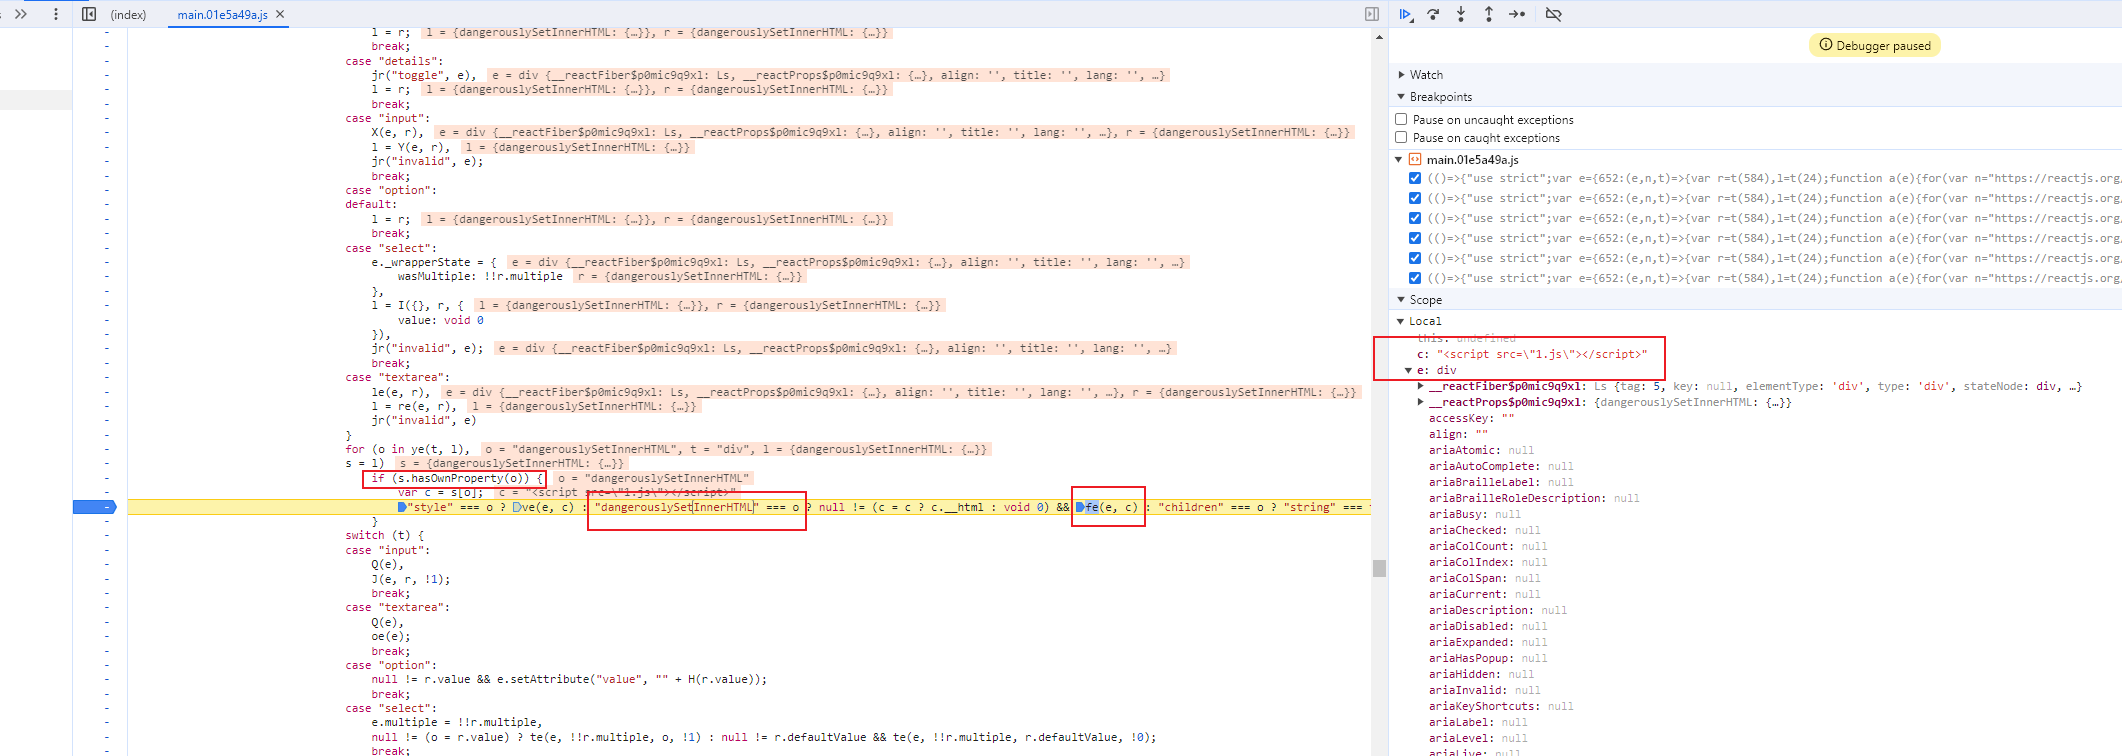 (index)
main.01e5a49a.js ×
l = r; l = {dangerouslySetInnerHTML: {…}}, r = {dangerouslySetInnerHTML: {…}}
break;
case "details":
jr("toggle", e), e = div {__reactFiber$p0mic9q9xl: Ls, __reactProps$p0mic9q9xl: {…}, align: '', title: '', lang: '', …}
l = r; l = {dangerouslySetInnerHTML: {…}}, r = {dangerouslySetInnerHTML: {…}}
break;
case "input":
X(e, r), e = div {__reactFiber$p0mic9q9xl: Ls, __reactProps$p0mic9q9xl: {…}, align: '', title: '', lang: '', …}, r = {dangerouslySetInnerHTML: {…}}
l = Y(e, r), l = {dangerouslySetInnerHTML: {…}}
jr("invalid", e);
break;
case "option":
default:
l = r; l = {dangerouslySetInnerHTML: {…}}, r = {dangerouslySetInnerHTML: {…}}
break;
case "select":
e._wrapperState = { e = div {__reactFiber$p0mic9q9xl: Ls, __reactProps$p0mic9q9xl: {…}, align: '', title: '', lang: '', …}
wasMultiple: !!r.multiple r = {dangerouslySetInnerHTML: {…}}
},
l = I({}, r, { l = {dangerouslySetInnerHTML: {…}}, r = {dangerouslySetInnerHTML: {…}}
value: void 0
}),
jr("invalid", e); e = div {__reactFiber$p0mic9q9xl: Ls, __reactProps$p0mic9q9xl: {…}, align: '', title: '', lang: '', …}
break;
case "textarea":
le(e, r), e = div {__reactFiber$p0mic9q9xl: Ls, __reactProps$p0mic9q9xl: {…}, align: '', title: '', lang: '', …}, r = {dangerouslySetInnerHTML: {…}}
l = re(e, r), l = {dangerouslySetInnerHTML: {…}}
jr("invalid", e)
}
for (o in ye(t, l), o = "dangerouslySetInnerHTML", t = "div", l = {dangerouslySetInnerHTML: {…}}
s = l) s = {dangerouslySetInnerHTML: {…}}
if (s.hasOwnProperty(o)) { o = "dangerouslySetInnerHTML"
var c = s[o]; c = "<script src=\"1.js\"></script>"
"style" === o ? ve(e, c) : "dangerouslySetInnerHTML" === o ? null != (c = c ? c.__html : void 0) && fe(e, c) : "children" === o ? "string" ===
}
switch (t) {
case "input":
Q(e),
J(e, r, !1);
break;
case "textarea":
Q(e),
oe(e);
break;
case "option":
null != r.value && e.setAttribute("value", "" + H(r.value));
break;
case "select":
e.multiple = !!r.multiple,
null != (o = r.value) ? te(e, !!r.multiple, o, !1) : null != r.defaultValue && te(e, !!r.multiple, r.defaultValue, !0);
break;
Debugger paused
Watch
Breakpoints
Pause on uncaught exceptions
Pause on caught exceptions
main.01e5a49a.js
(()=>{"use strict";var e={652:(e,n,t)=>{var r=t(584),l=t(24);function a(e){for(var n="https://reactjs.org,
(()=>{"use strict";var e={652:(e,n,t)=>{var r=t(584),l=t(24);function a(e){for(var n="https://reactjs.org,
(()=>{"use strict";var e={652:(e,n,t)=>{var r=t(584),l=t(24);function a(e){for(var n="https://reactjs.org,
(()=>{"use strict";var e={652:(e,n,t)=>{var r=t(584),l=t(24);function a(e){for(var n="https://reactjs.org,
(()=>{"use strict";var e={652:(e,n,t)=>{var r=t(584),l=t(24);function a(e){for(var n="https://reactjs.org,
(()=>{"use strict";var e={652:(e,n,t)=>{var r=t(584),l=t(24);function a(e){for(var n="https://reactjs.org,
Scope
Local
this: undefined
c: "<script src=\"1.js\"></script>"
e: div
__reactFiber$p0mic9q9xl: Ls {tag: 5, key: null, elementType: 'div', type: 'div', stateNode: div, …}
__reactProps$p0mic9q9xl: {dangerouslySetInnerHTML: {…}}
accessKey: ""
align: ""
ariaAtomic: null
ariaAutoComplete: null
ariaBrailleLabel: null
ariaBrailleRoleDescription: null
ariaBusy: null
ariaChecked: null
ariaColCount: null
ariaColIndex: null
ariaColSpan: null
ariaCurrent: null
ariaDescription: null
ariaDisabled: null
ariaExpanded: null
ariaHasPopup: null
ariaHidden: null
ariaInvalid: null
ariaKeyShortcuts: null
ariaLabel: null
ariaLevel: null
ariaLive: null